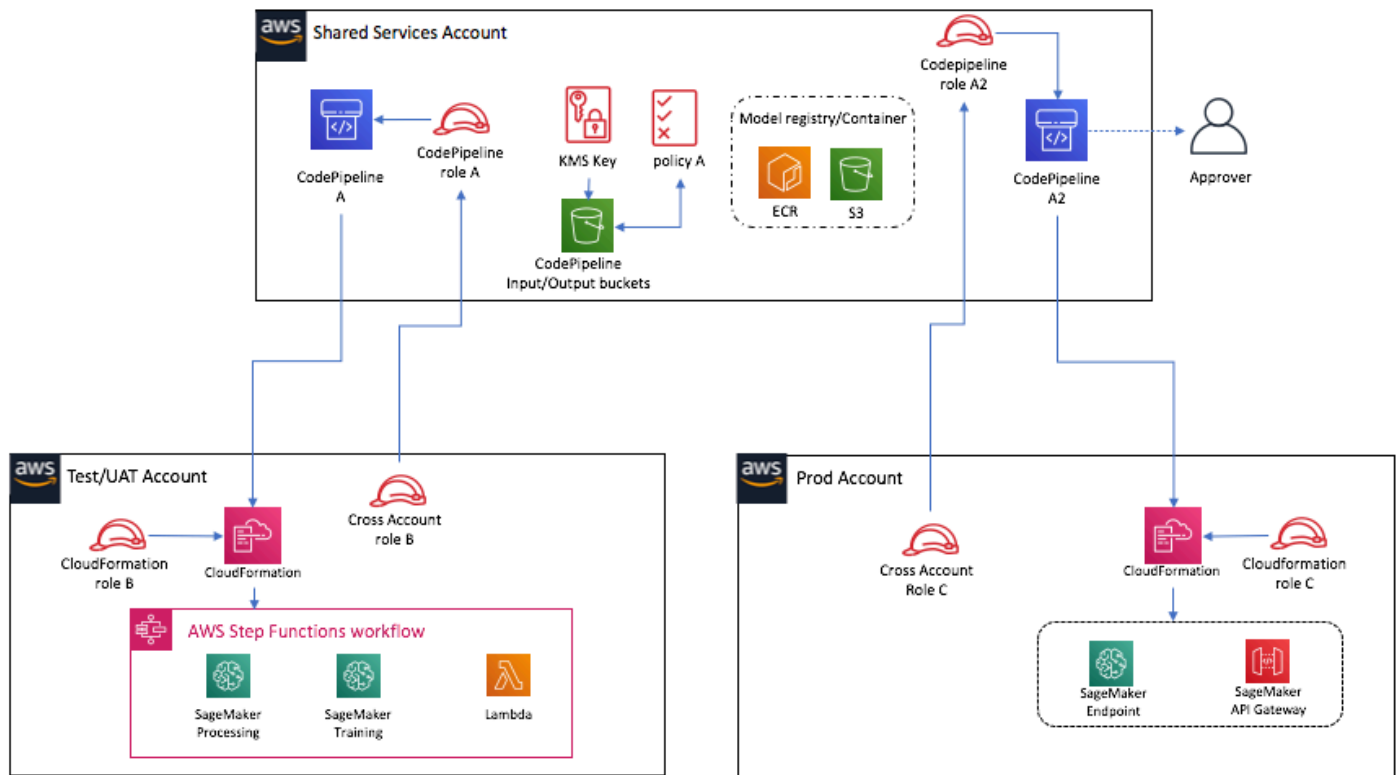 aws
Shared Services Account
CodePipeline
A
CodePipeline
role A
KMS Key
policy A
CodePipeline
Input/Output buckets
Model registry/Container
ECR
S3
Codepipeline
role A2
CodePipeline
A2
Approver
aws
Test/UAT Account
CloudFormation
role B
CloudFormation
Cross Account
role B
AWS Step Functions workflow
SageMaker
Processing
SageMaker
Training
Lambda
aws
Prod Account
Cross Account
Role C
CloudFormation
Cloudformation
role C
SageMaker
Endpoint
SageMaker
API Gateway